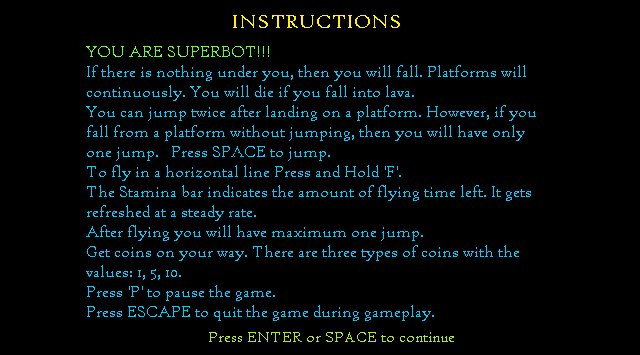 INSTRUCTIONS
YOU ARE SUPERBOT!!!
If there is nothing under you, then you will fall. Platforms will
continuously. You will die if you fall into lava.
You can jump twice after landing on a platform. However, if you
fall from a platform without jumping, then you will have only
one jump.   Press SPACE to jump.
To fly in a horizontal line Press and Hold 'F'.
The Stamina bar indicates the amount of flying time left. It gets
refreshed at a steady rate.
After flying you will have maximum one jump.
Get coins on your way. There are three types of coins with the
values: 1, 5, 10.
Press 'P' to pause the game.
Press ESCAPE to quit the game during gameplay.
Press ENTER or SPACE to continue